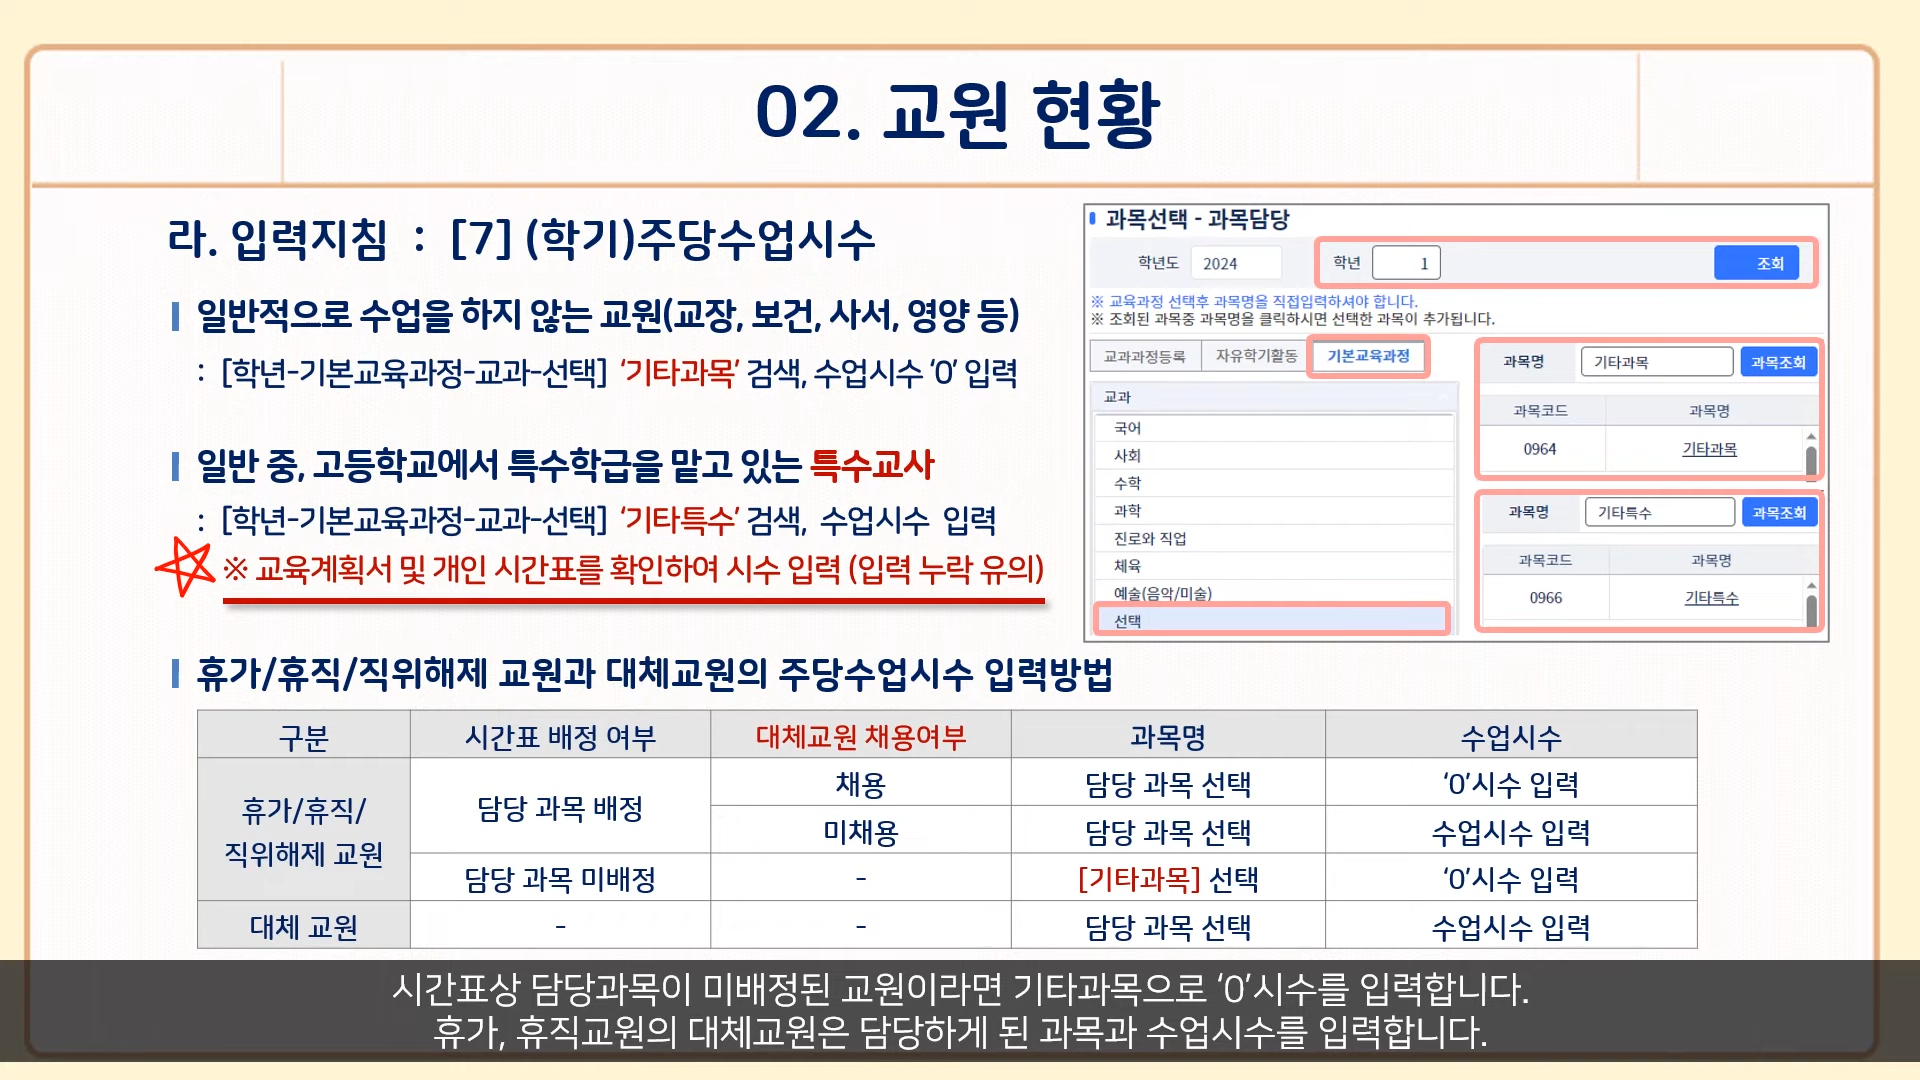 02. 교원 현황
라. 입력지침 : [7] (학기)주당수업시수
일반적으로 수업을 하지 않는 교원(교장, 보건, 사서, 영양 등)
: [학년-기본교육과정-교과-선택] ‘기타과목’ 검색, 수업시수 ‘0’ 입력
일반 중, 고등학교에서 특수학급을 맡고 있는 특수교사
: [학년-기본교육과정-교과-선택] ‘기타특수’ 검색, 수업시수 입력
※ 교육계획서 및 개인 시간표를 확인하여 시수 입력 (입력 누락 유의)
과목선택 - 과목담당
학년도 2024 학년 1 조회
※ 교육과정 선택후 과목명을 직접입력하셔야 합니다.
※ 조회된 과목중 과목명을 클릭하시면 선택한 과목이 추가됩니다.
교과과정등록 자유학기활동 기본교육과정
교과
국어
사회
수학
과학
진로와 직업
체육
예술(음악/미술)
선택
과목명 기타과목 과목조회
과목코드 과목명
0964 기타과목
과목명 기타특수 과목조회
과목코드 과목명
0966 기타특수
휴가/휴직/직위해제 교원과 대체교원의 주당수업시수 입력방법
구분 시간표 배정 여부 대체교원 채용여부 과목명 수업시수
휴가/휴직/
직위해제 교원
담당 과목 배정 채용 담당 과목 선택 ‘0’시수 입력
미채용 담당 과목 선택 수업시수 입력
담당 과목 미배정 - [기타과목] 선택 ‘0’시수 입력
대체 교원 - - 담당 과목 선택 수업시수 입력
시간표상 담당과목이 미배정된 교원이라면 기타과목으로 ‘0’시수를 입력합니다.
휴가, 휴직교원의 대체교원은 담당하게 된 과목과 수업시수를 입력합니다.